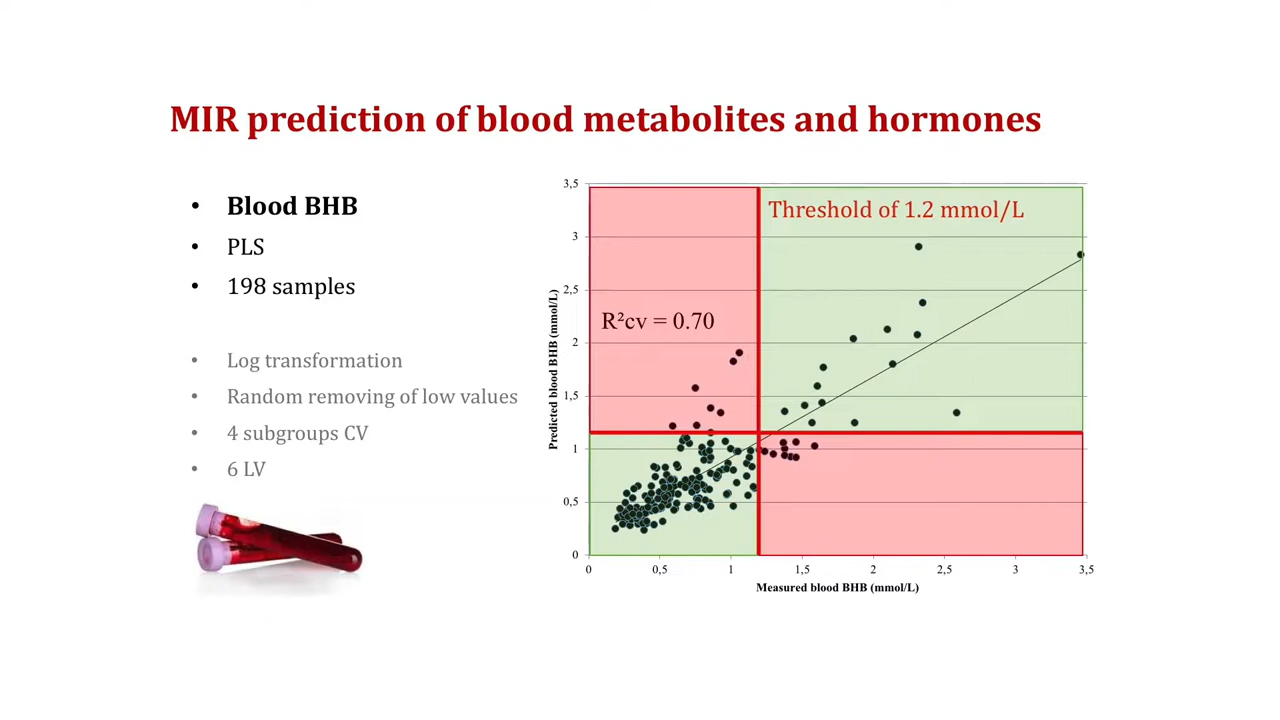 MIR prediction of blood metabolites and hormones
• Blood BHB
• PLS
• 198 samples
• Log transformation
• Random removing of low values
• 4 subgroups CV
• 6 LV
Threshold of 1.2 mmol/L
R²cv = 0.70
Predicted blood BHB (mmol/L)
3,5
3
2,5
2
1,5
1
0,5
0
0
0,5
1
1,5
2
2,5
3
3,5
Measured blood BHB (mmol/L)